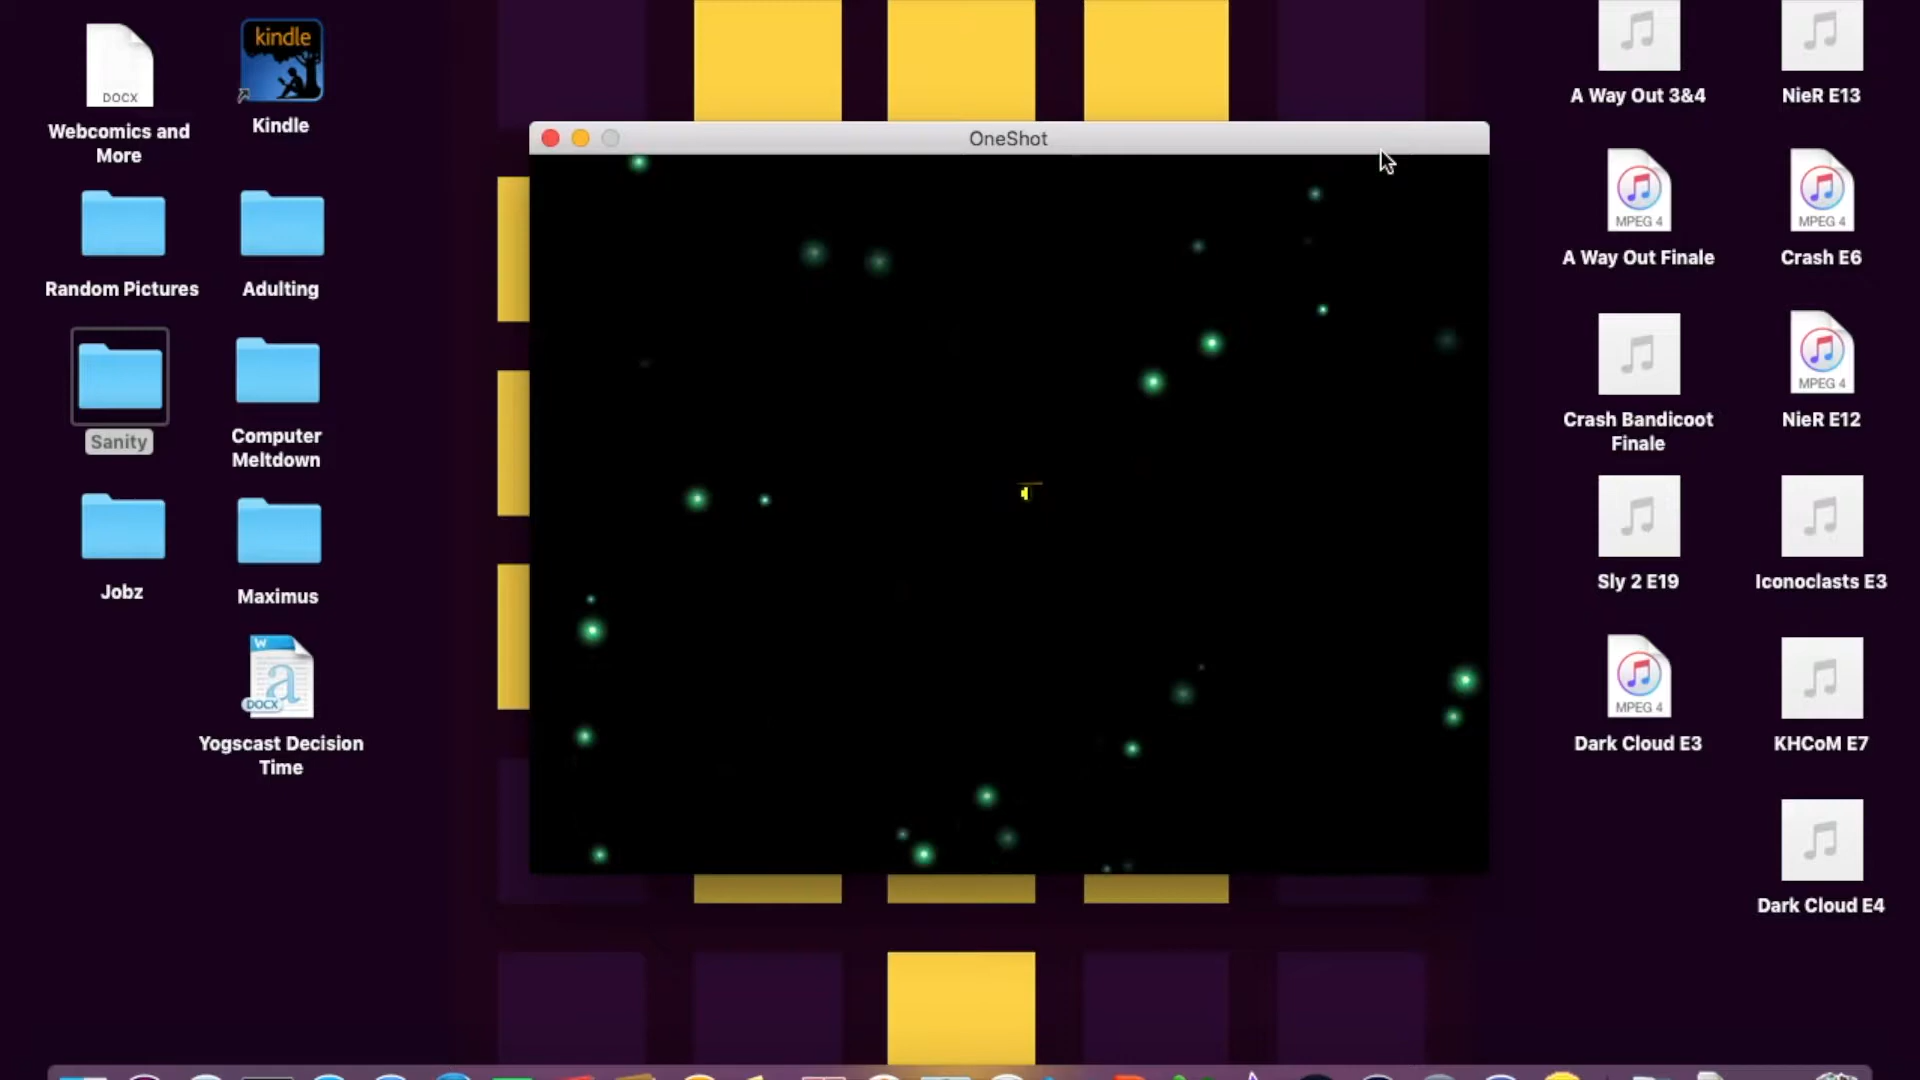 OneShot
DOCX
Webcomics and
More
kindle
Kindle
Random Pictures
Adulting
Sanity
Computer
Meltdown
Jobz
Maximus
W
a
DOCX
Yogscast Decision
Time
A Way Out 3&4
NieR E13
MPEG 4
A Way Out Finale
MPEG 4
Crash E6
Crash Bandicoot
Finale
MPEG 4
NieR E12
Sly 2 E19
Iconoclasts E3
MPEG 4
Dark Cloud E3
KHCoM E7
Dark Cloud E4